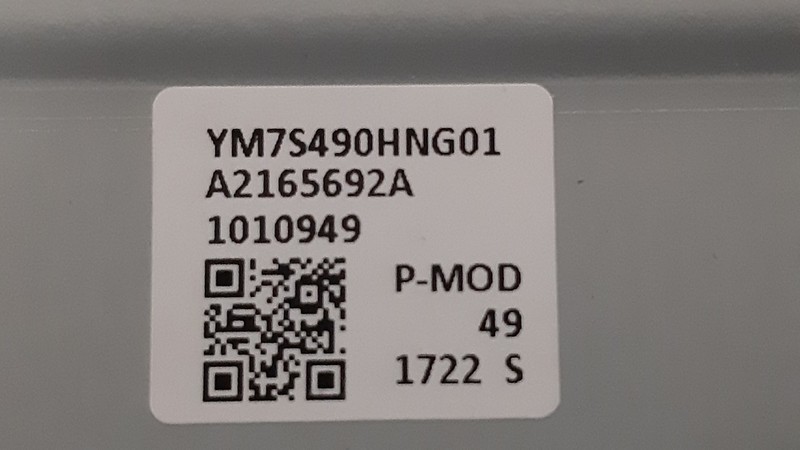 YM7S490HNG01
A2165692A
1010949
P-MOD
49
1722 S